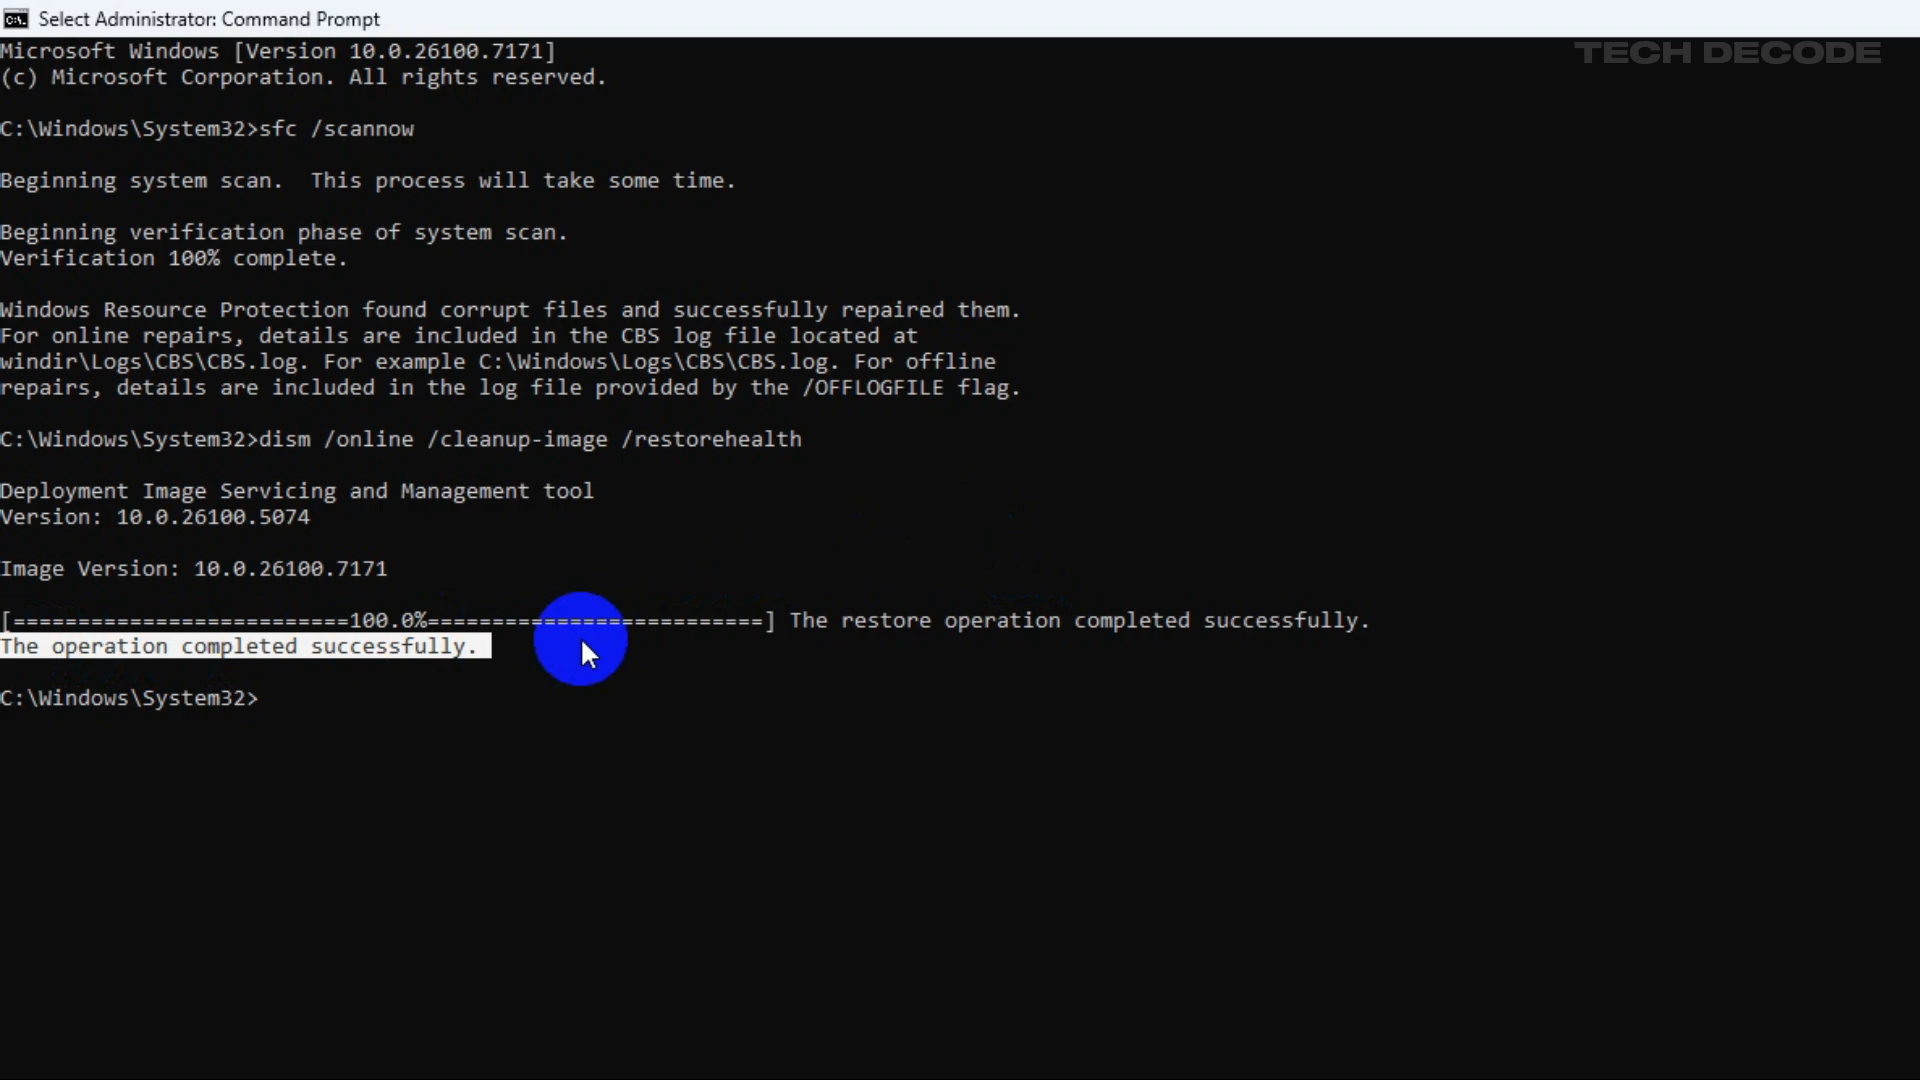 Select Administrator: Command Prompt
TECH DECODE
Microsoft Windows [Version 10.0.26100.7171]
(c) Microsoft Corporation. All rights reserved.
C:\Windows\System32>sfc /scannow
Beginning system scan.  This process will take some time.
Beginning verification phase of system scan.
Verification 100% complete.
Windows Resource Protection found corrupt files and successfully repaired them.
For online repairs, details are included in the CBS log file located at
windir\Logs\CBS\CBS.log. For example C:\Windows\Logs\CBS\CBS.log. For offline
repairs, details are included in the log file provided by the /OFFLOGFILE flag.
C:\Windows\System32>dism /online /cleanup-image /restorehealth
Deployment Image Servicing and Management tool
Version: 10.0.26100.5074
Image Version: 10.0.26100.7171
[==========================100.0%==========================] The restore operation completed successfully.
The operation completed successfully.
C:\Windows\System32>